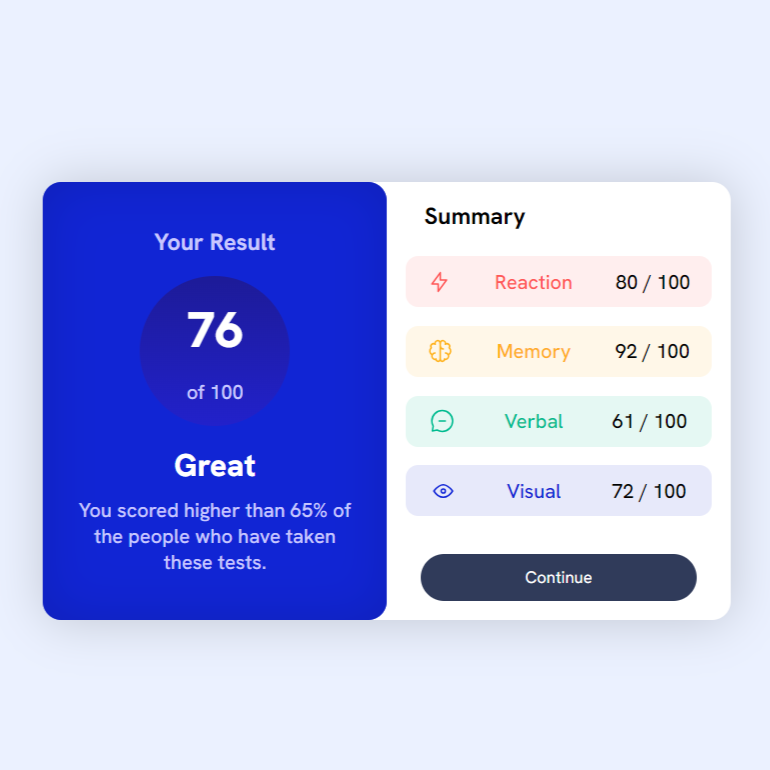 Your Result
76
of 100
Great
You scored higher than 65% of
the people who have taken
these tests.
Summary
Reaction 80 / 100
Memory 92 / 100
Verbal 61 / 100
Visual 72 / 100
Continue